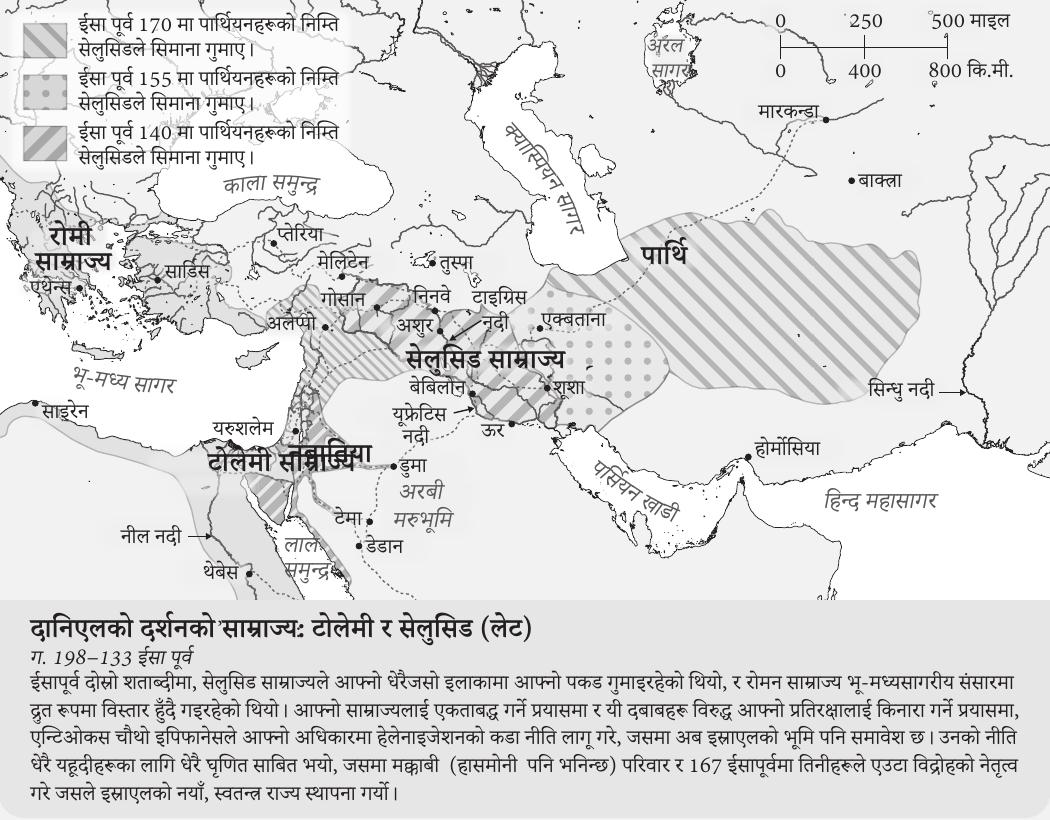 ईसा पूर्व 170 मा पार्थियनहरूको निम्ति
सेलुसिडले सिमाना गुमाए।
ईसा पूर्व 155 मा पार्थियनहरूको निम्ति
सेलुसिडले सिमाना गुमाए।
ईसा पूर्व 140 मा पार्थियनहरूको निम्ति
सेलुसिडले सिमाना गुमाए।
0 250 500 माइल
0 400 800 कि.मी.
अरल
सागर
मारकन्डा
बाक्त्रा
क्यास्पियन सागर
काला समुन्द्र
रोमी
साम्राज्य
एथेन्स
सार्डिस
प्तेरिया
मेलिटेन
तुस्पा
पार्थि
गोसान
निनवे
टाइग्रिस
नदी
अलेप्पो
अशुर
एक्बताना
सेलुसिड साम्राज्य
भू-मध्य सागर
बेबिलोन
शूशा
सिन्धु नदी
साइरेन
यूफ्रेटिस
नदी
यरुशलेम
ऊर
टोलेमी साम्राज्य
डुमा
होर्मोसिया
अरबी
मरुभूमि
पर्सियन खाडी
हिन्द महासागर
टेमा
नील नदी
डेडान
लाल
समुन्द्र
थेबेस
दानिएलको दर्शनको साम्राज्य: टोलेमी र सेलुसिड (लेट)
ग. 198–133 ईसा पूर्व
ईसापूर्व दोस्रो शताब्दीमा, सेलुसिड साम्राज्यले आफ्नो धेरैजसो इलाकामा आफ्नो पकड गुमाइरहेको थियो, र रोमन साम्राज्य भू-मध्यसागरीय संसारमा
द्रुत रूपमा विस्तार हुँदै गइरहेको थियो। आफ्नो साम्राज्यलाई एकताबद्ध गर्ने प्रयासमा र यी दबाबहरू विरुद्ध आफ्नो प्रतिरक्षालाई किनारा गर्ने प्रयासमा,
एन्टिओकस चौथो इपिफानेसले आफ्नो अधिकारमा हेलेनाइजेशनको कडा नीति लागू गरे, जसमा अब इस्राएलको भूमि पनि समावेश छ। उनको नीति
धेरै यहूदीहरूका लागि धेरै घृणित साबित भयो, जसमा मक्काबी (हासमोनी पनि भनिन्छ) परिवार र 167 ईसापूर्वमा तिनीहरूले एउटा विद्रोहको नेतृत्व
गरे जसले इस्राएलको नयाँ, स्वतन्त्र राज्य स्थापना गर्यो।